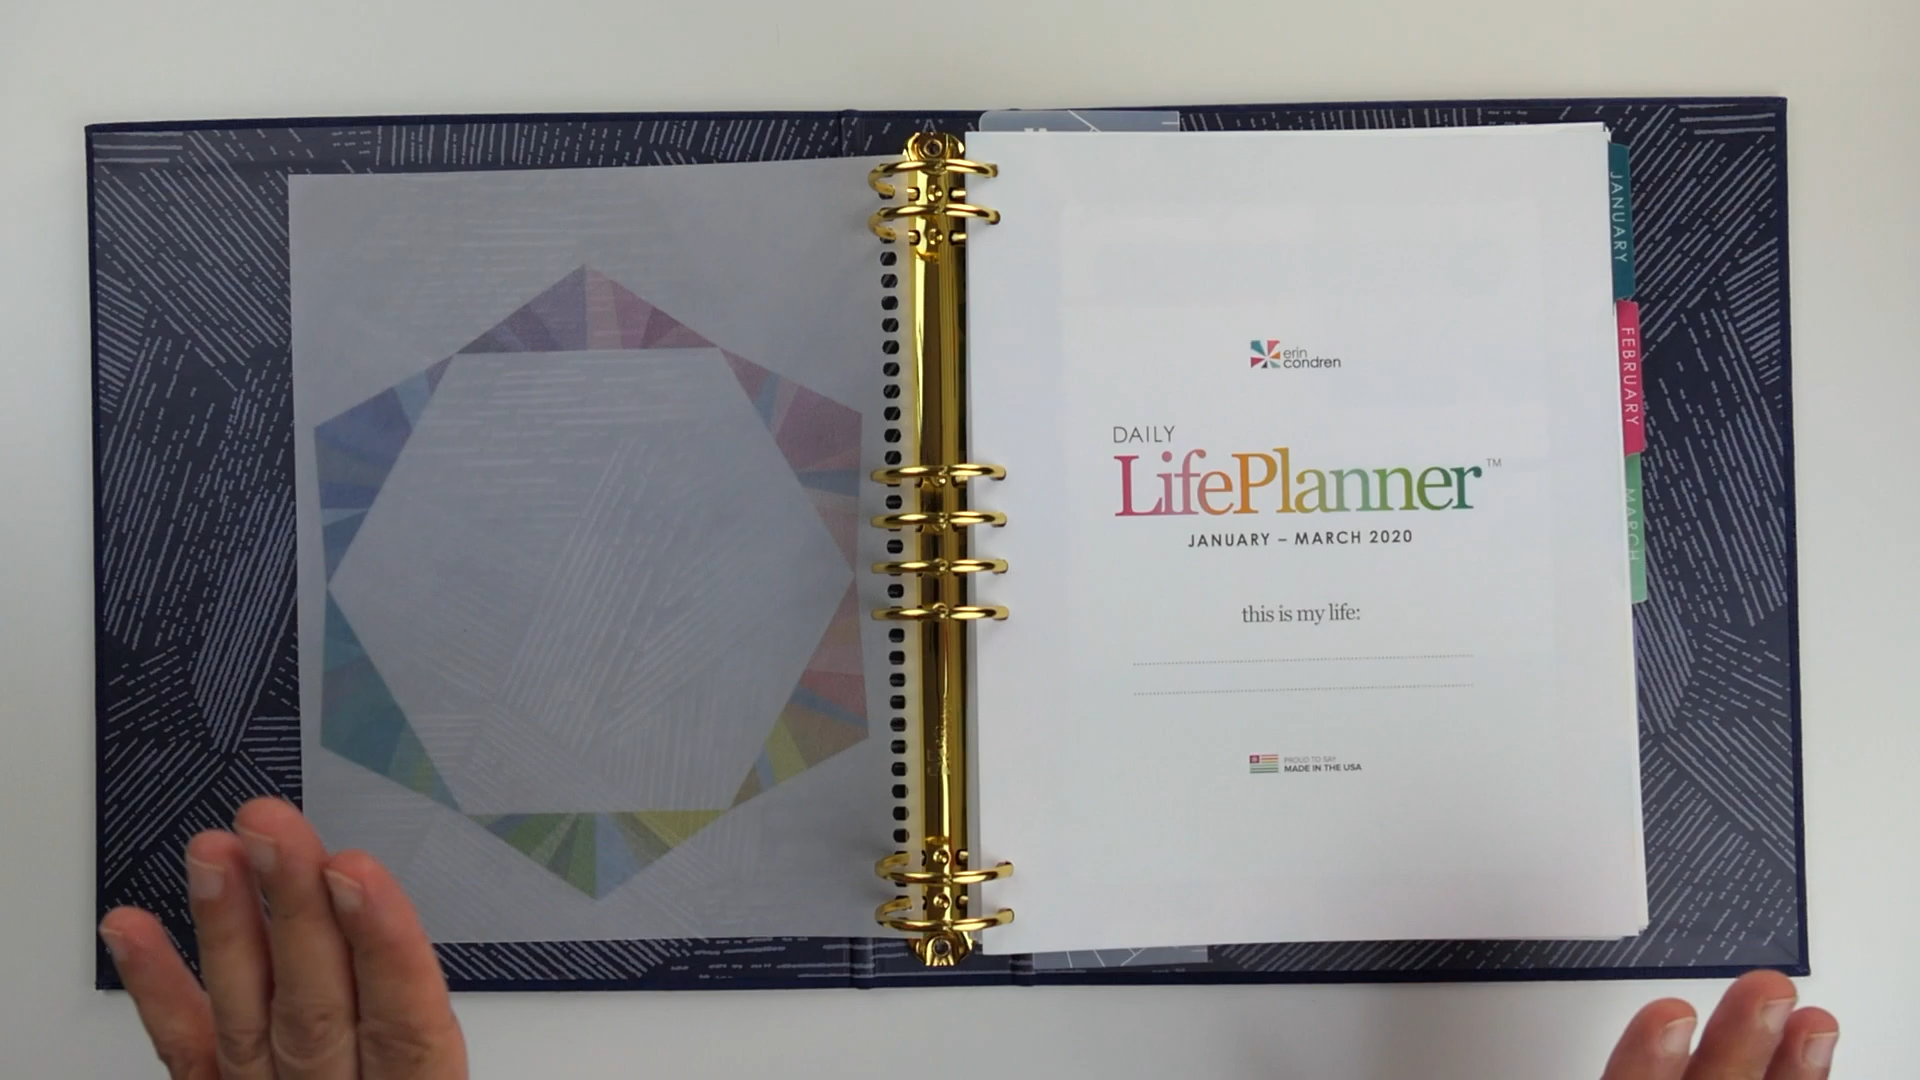 erin
condren
DAILY
LifePlanner™
JANUARY – MARCH 2020
this is my life:
PROUD TO SAY
MADE IN THE USA
JANUARY
FEBRUARY
MARCH